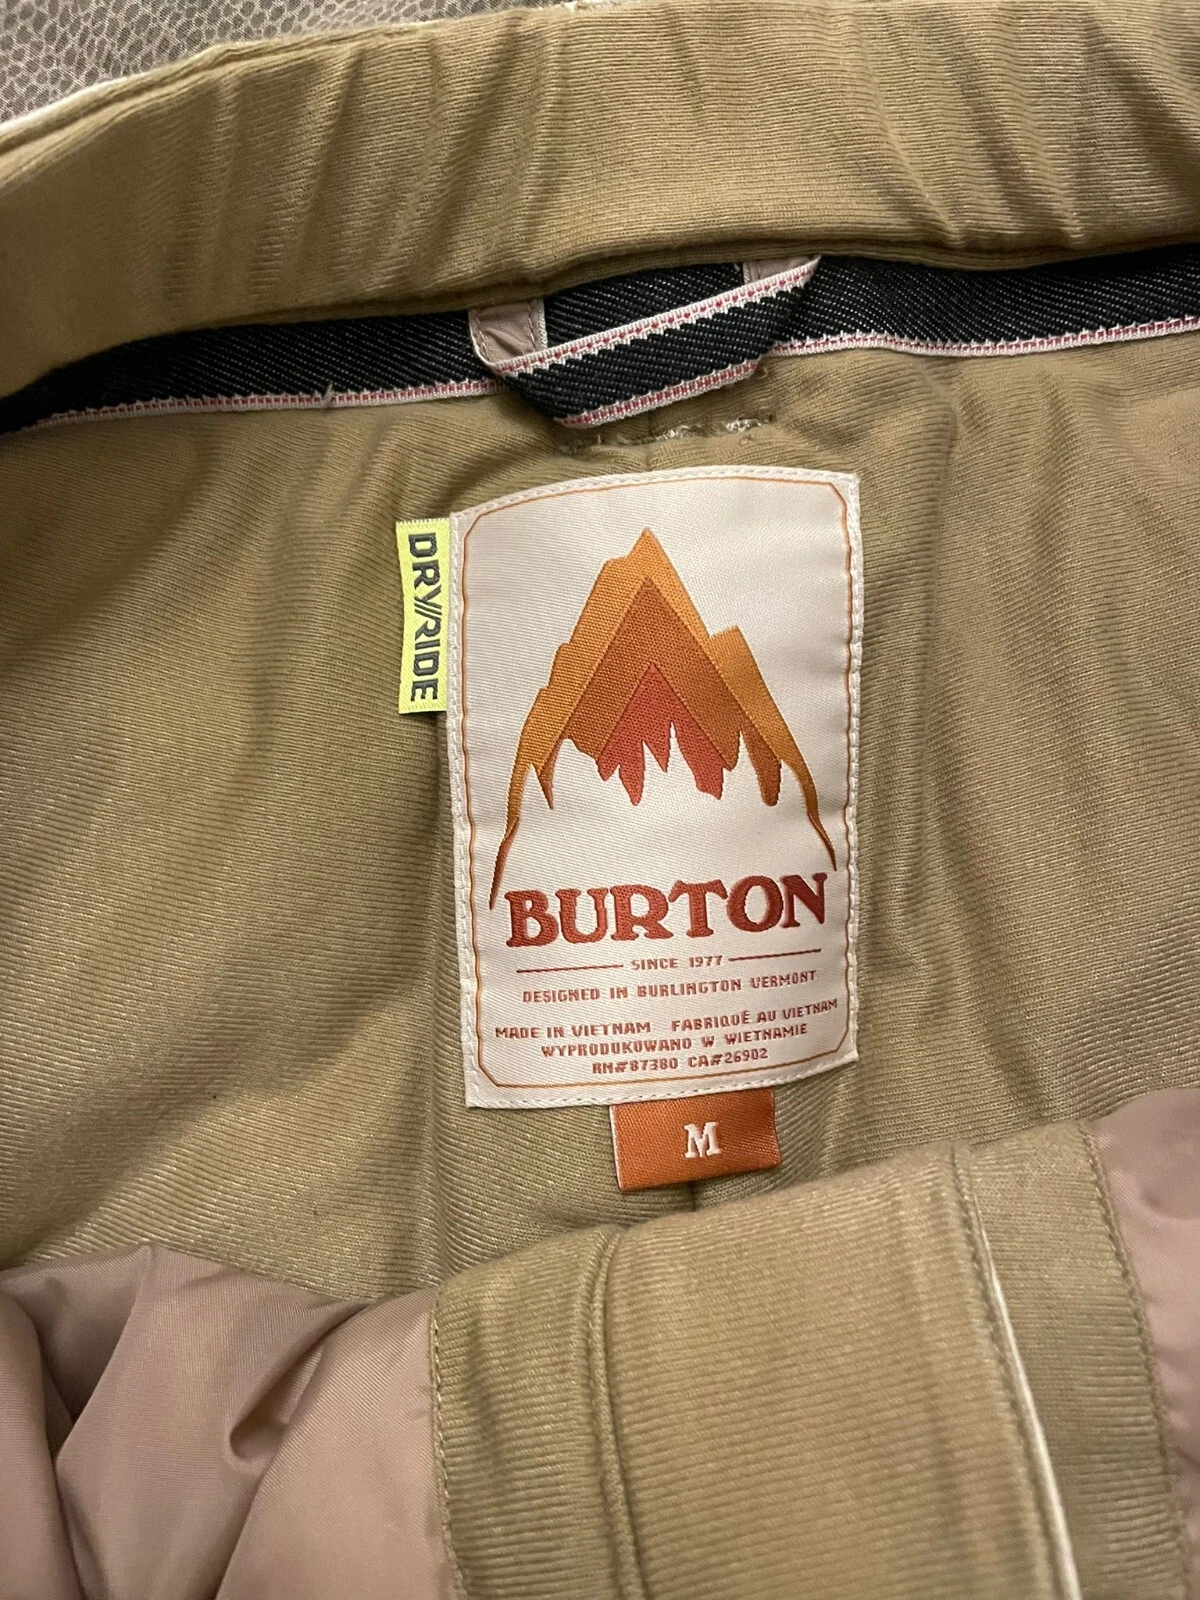 DRY//RIDE
BURTON
SINCE 1977
DESIGNED IN BURLINGTON VERMONT
MADE IN VIETNAM FABRIQUÉ AU VIETNAM
WYPRODUKOWANO W WIETNAMIE
RN#87380 CA#26902
M